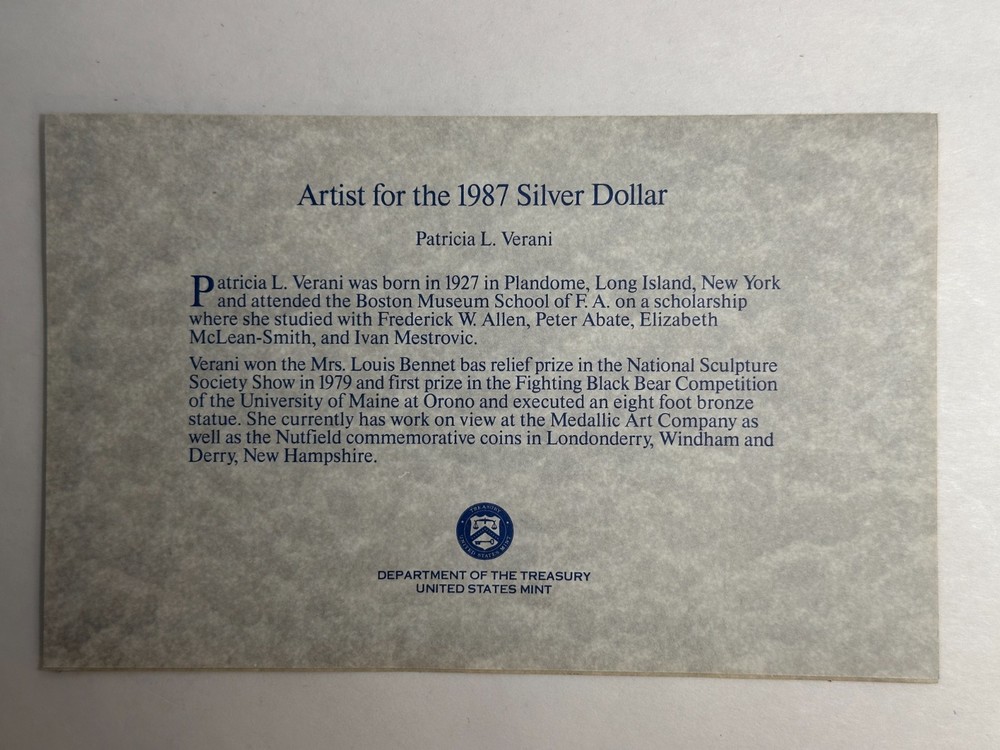 Artist for the 1987 Silver Dollar
Patricia L. Verani
Patricia L. Verani was born in 1927 in Plandome, Long Island, New York
and attended the Boston Museum School of F. A. on a scholarship
where she studied with Frederick W. Allen, Peter Abate, Elizabeth
McLean-Smith, and Ivan Mestrovic.
Verani won the Mrs. Louis Bennet bas relief prize in the National Sculpture
Society Show in 1979 and first prize in the Fighting Black Bear Competition
of the University of Maine at Orono and executed an eight foot bronze
statue. She currently has work on view at the Medallic Art Company as
well as the Nutfield commemorative coins in Londonderry, Windham and
Derry, New Hampshire.
TREASURY
UNITED STATES MINT
DEPARTMENT OF THE TREASURY
UNITED STATES MINT